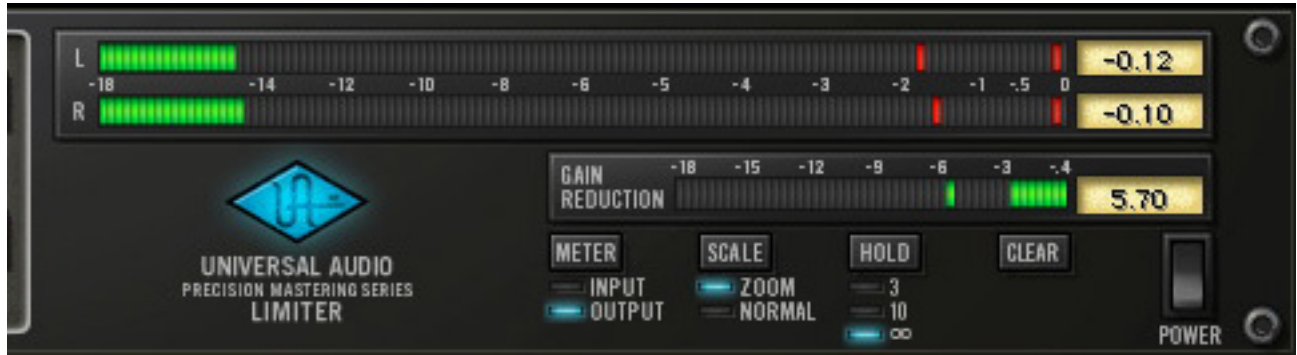 L
-0.12
-18 -14 -12 -10 -8 -6 -5 -4 -3 -2 -1 -.5 0
R
-0.10
GAIN
REDUCTION
-18 -15 -12 -9 -6 -3 -.4
5.70
METER SCALE HOLD CLEAR
INPUT ZOOM 3
OUTPUT NORMAL 10
∞
UNIVERSAL AUDIO
PRECISION MASTERING SERIES
LIMITER
POWER